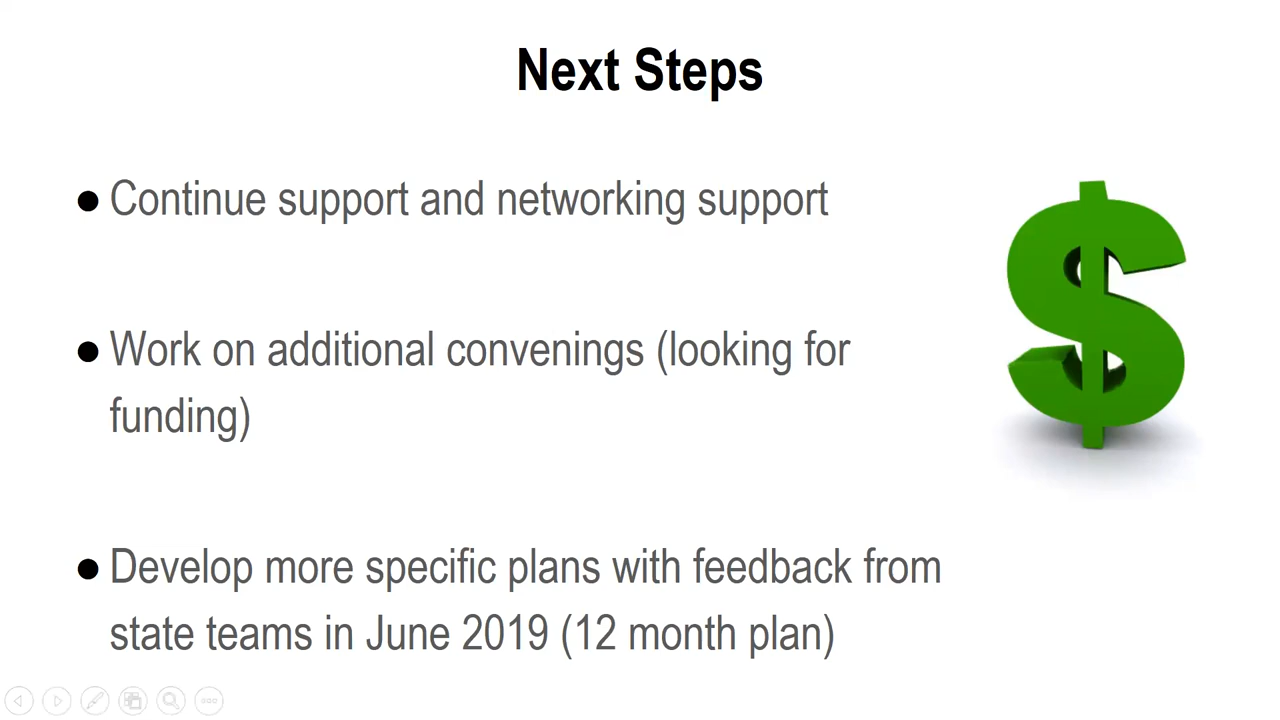 Next Steps
● Continue support and networking support
● Work on additional convenings (looking for
funding)
● Develop more specific plans with feedback from
state teams in June 2019 (12 month plan)